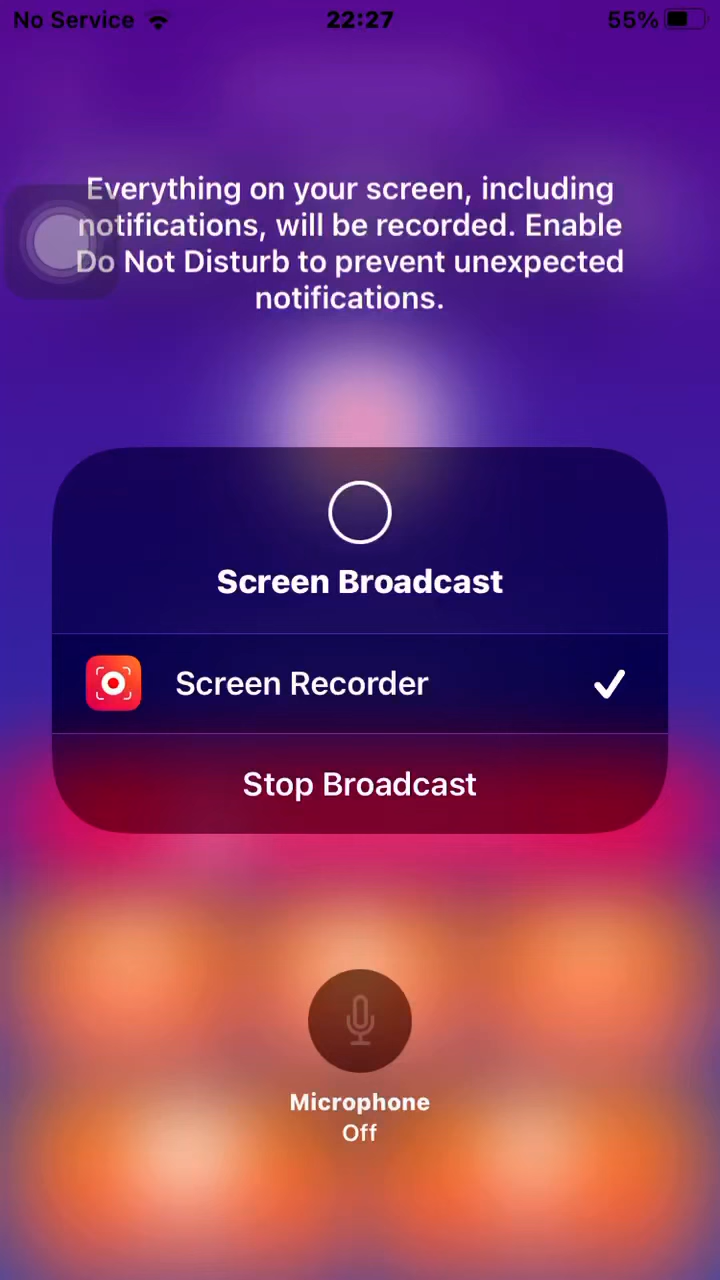 No Service 22:27 55%
Everything on your screen, including
notifications, will be recorded. Enable
Do Not Disturb to prevent unexpected
notifications.
Screen Broadcast
Screen Recorder
Stop Broadcast
Microphone
Off